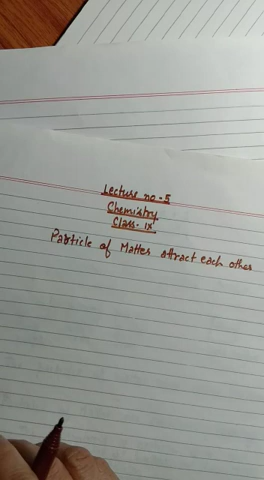 Lecture no-5
Chemistry
Class-IX
Particle of Matter attract each other